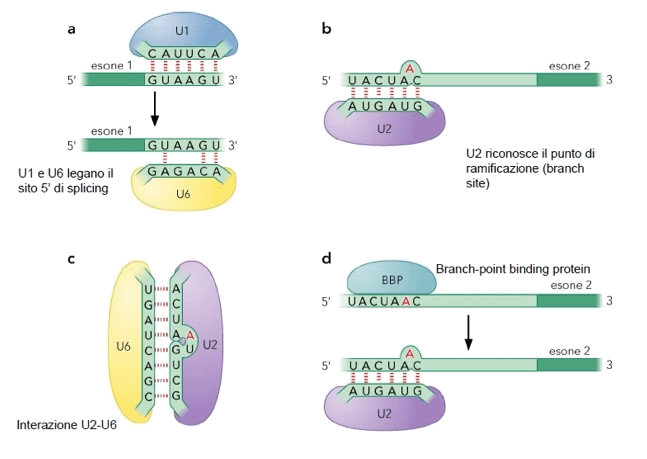 a
U1
CAUUCA
esone 1
5' GUAAGU 3'
esone 1
5' GUAAGU 3'
GAGACA
U6
U1 e U6 legano il
sito 5' di splicing
b
A
esone 2
5' UACUAC 3
AUGAUG
U2
U2 riconosce il punto di
ramificazione (branch
site)
c
U6
UGAUCAGC
ACUAGUCG
A
U
U2
Interazione U2-U6
d
BBP
Branch-point binding protein
esone 2
5' UACUAAC 3
A
esone 2
5' UACUAC 3
AUGAUG
U2